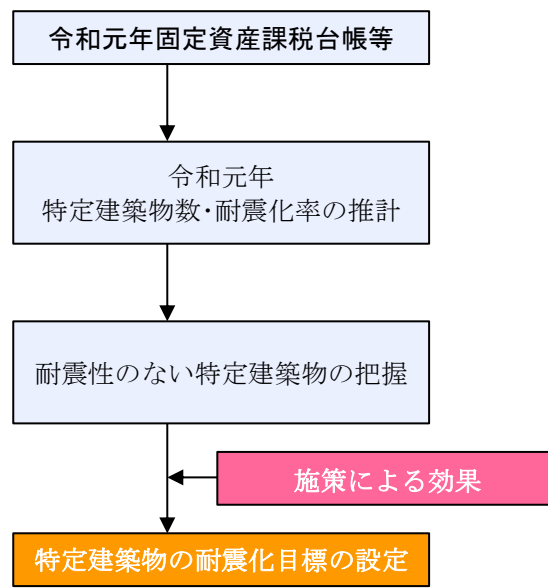 令和元年固定資産課税台帳等
令和元年
特定建築物数・耐震化率の推計
耐震性のない特定建築物の把握
施策による効果
特定建築物の耐震化目標の設定